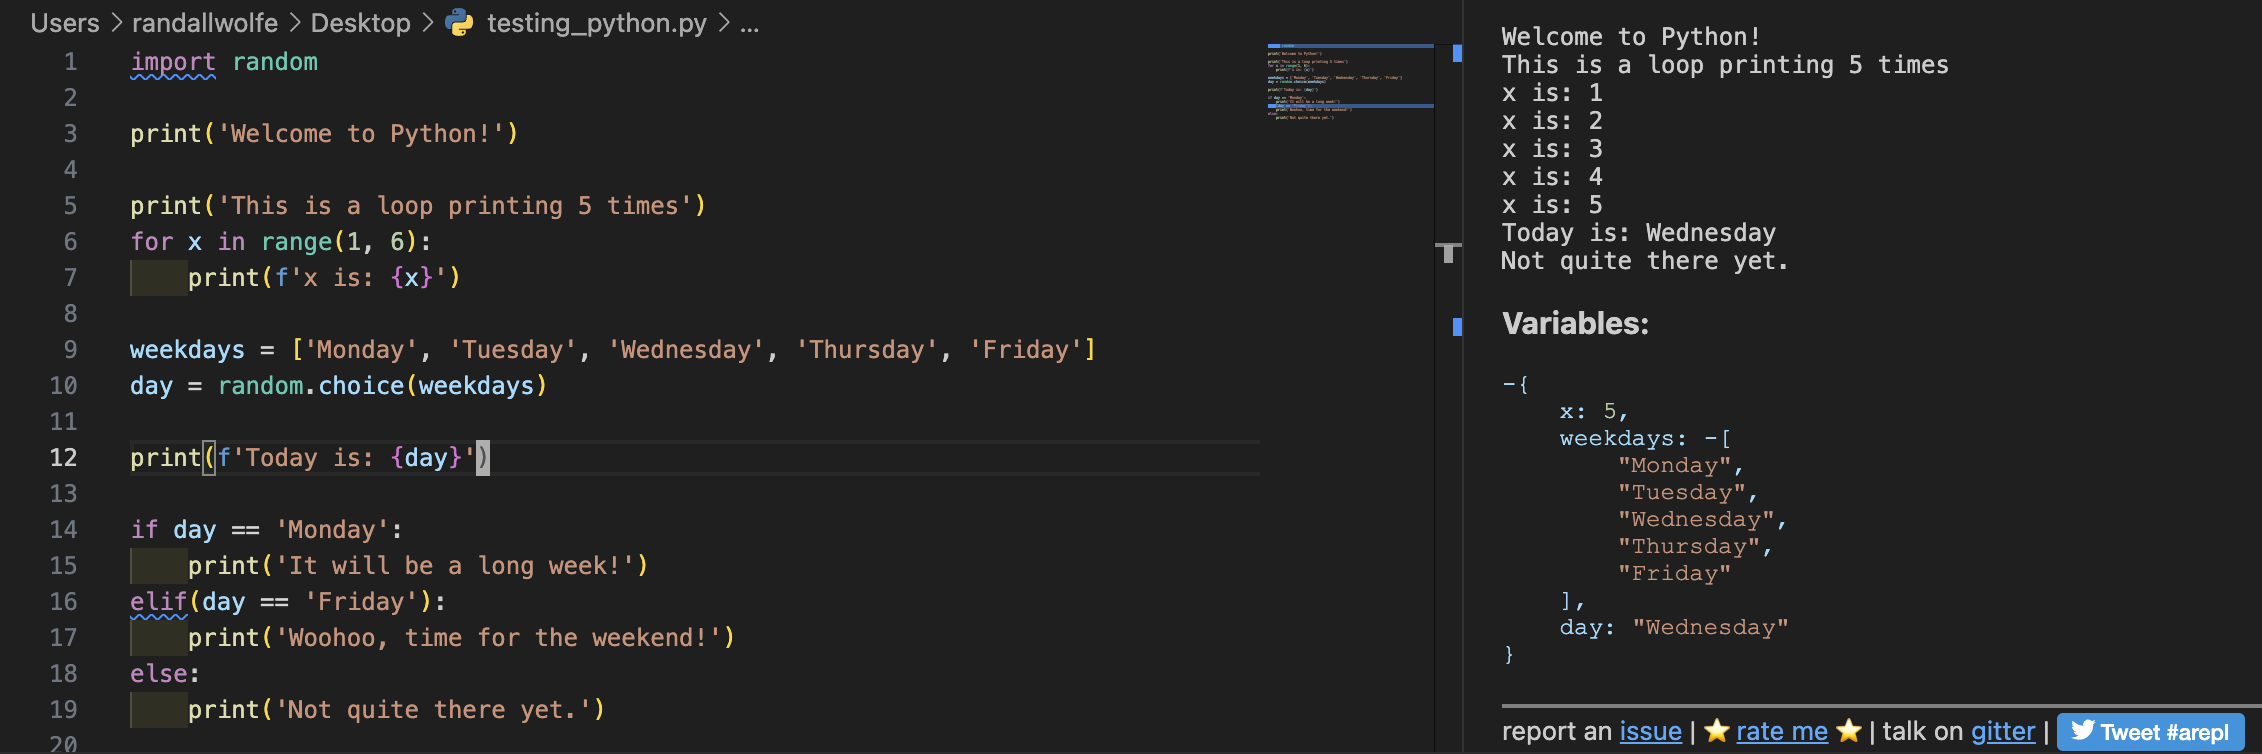 Users > randallwolfe > Desktop > testing_python.py > ...
1 import random
2
3 print('Welcome to Python!')
4
5 print('This is a loop printing 5 times')
6 for x in range(1, 6):
7     print(f'x is: {x}')
8
9 weekdays = ['Monday', 'Tuesday', 'Wednesday', 'Thursday', 'Friday']
10 day = random.choice(weekdays)
11
12 print(f'Today is: {day}')
13
14 if day == 'Monday':
15     print('It will be a long week!')
16 elif(day == 'Friday'):
17     print('Woohoo, time for the weekend!')
18 else:
19     print('Not quite there yet.')
20
Welcome to Python!
This is a loop printing 5 times
x is: 1
x is: 2
x is: 3
x is: 4
x is: 5
Today is: Wednesday
Not quite there yet.
Variables:
-{
    x: 5,
    weekdays: -[
        "Monday",
        "Tuesday",
        "Wednesday",
        "Thursday",
        "Friday"
    ],
    day: "Wednesday"
}
report an issue | ⭐ rate me ⭐ | talk on gitter | Tweet #arepl